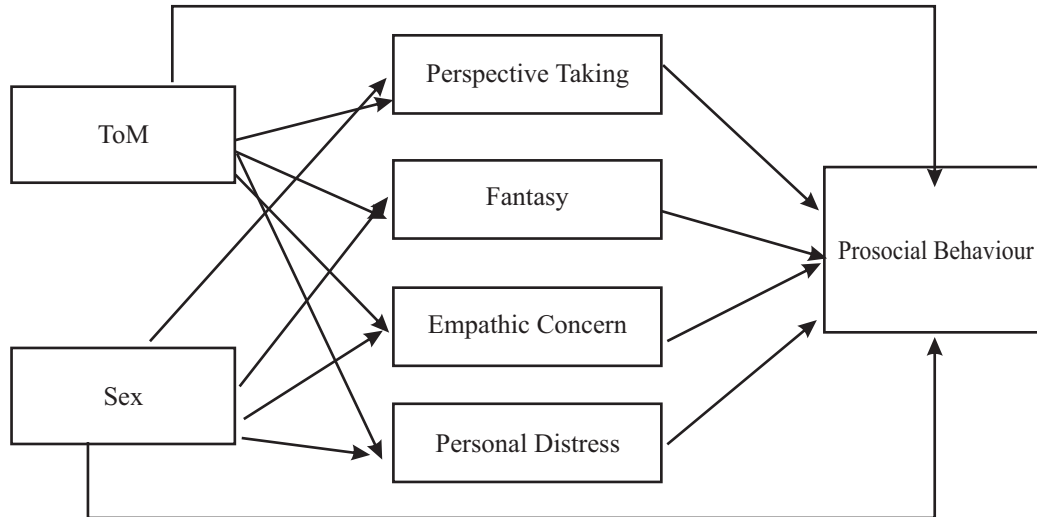 Perspective Taking
ToM
Fantasy
Prosocial Behaviour
Empathic Concern
Sex
Personal Distress